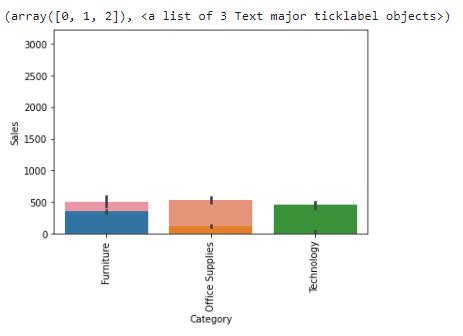 (array([0, 1, 2]), <a list of 3 Text major ticklabel objects>)
3000
2500
2000
1500
1000
500
0
Sales
Furniture
Office Supplies
Technology
Category